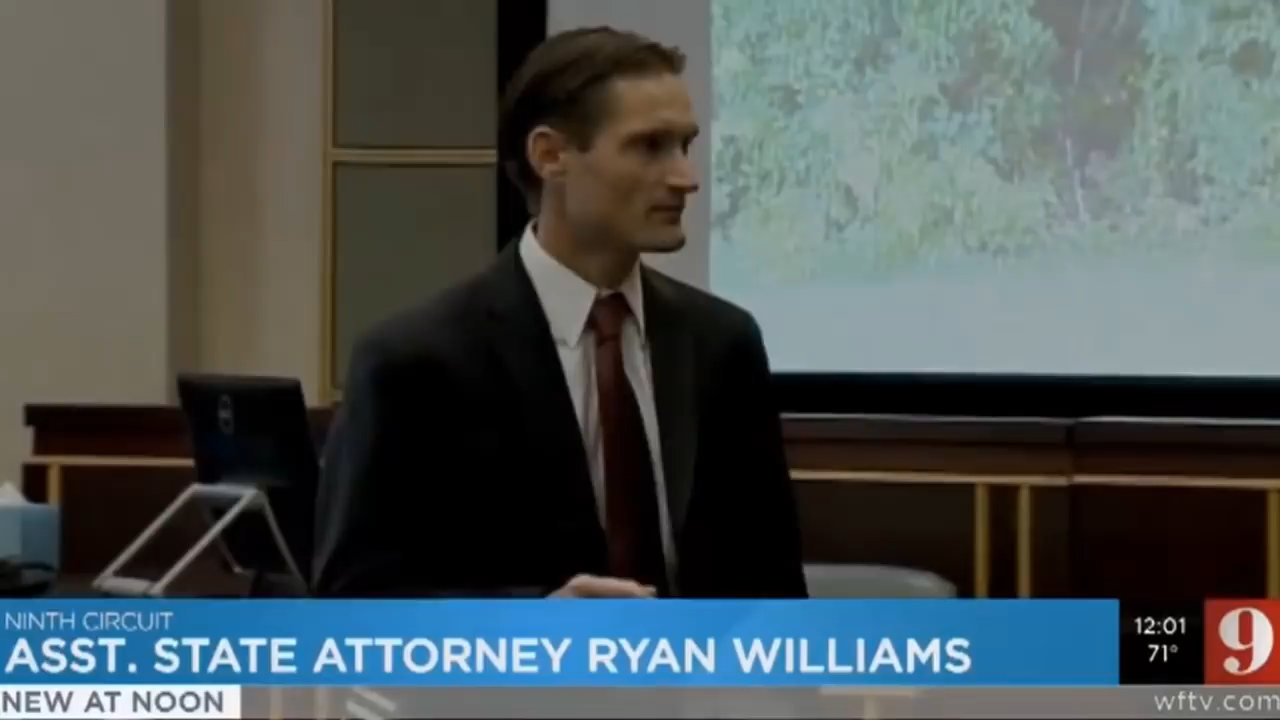 NINTH CIRCUIT
ASST. STATE ATTORNEY RYAN WILLIAMS
12:01
71°
9
NEW AT NOON
wftv.com